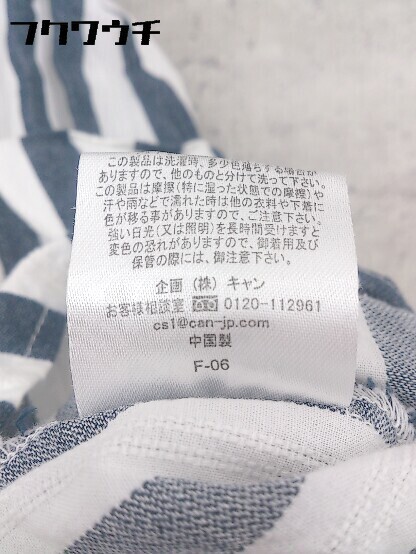 フクワウチ
この製品は洗濯時、多少色落ちする場合が
ありますので、他のものと分けて洗って下さい。
この製品は摩擦(特に湿った状態での摩擦)や
汗や雨などで濡れた時は他の衣料や下着に
色が移る事がありますので、ご注意下さい。
強い日光(又は照明)を長時間受けますと
変色の恐れがありますので、御着用及び
保管の際には、御注意下さい。
企画 (株) キャン
お客様相談室 0120-112961
cs1@can-jp.com
中国製
F-06